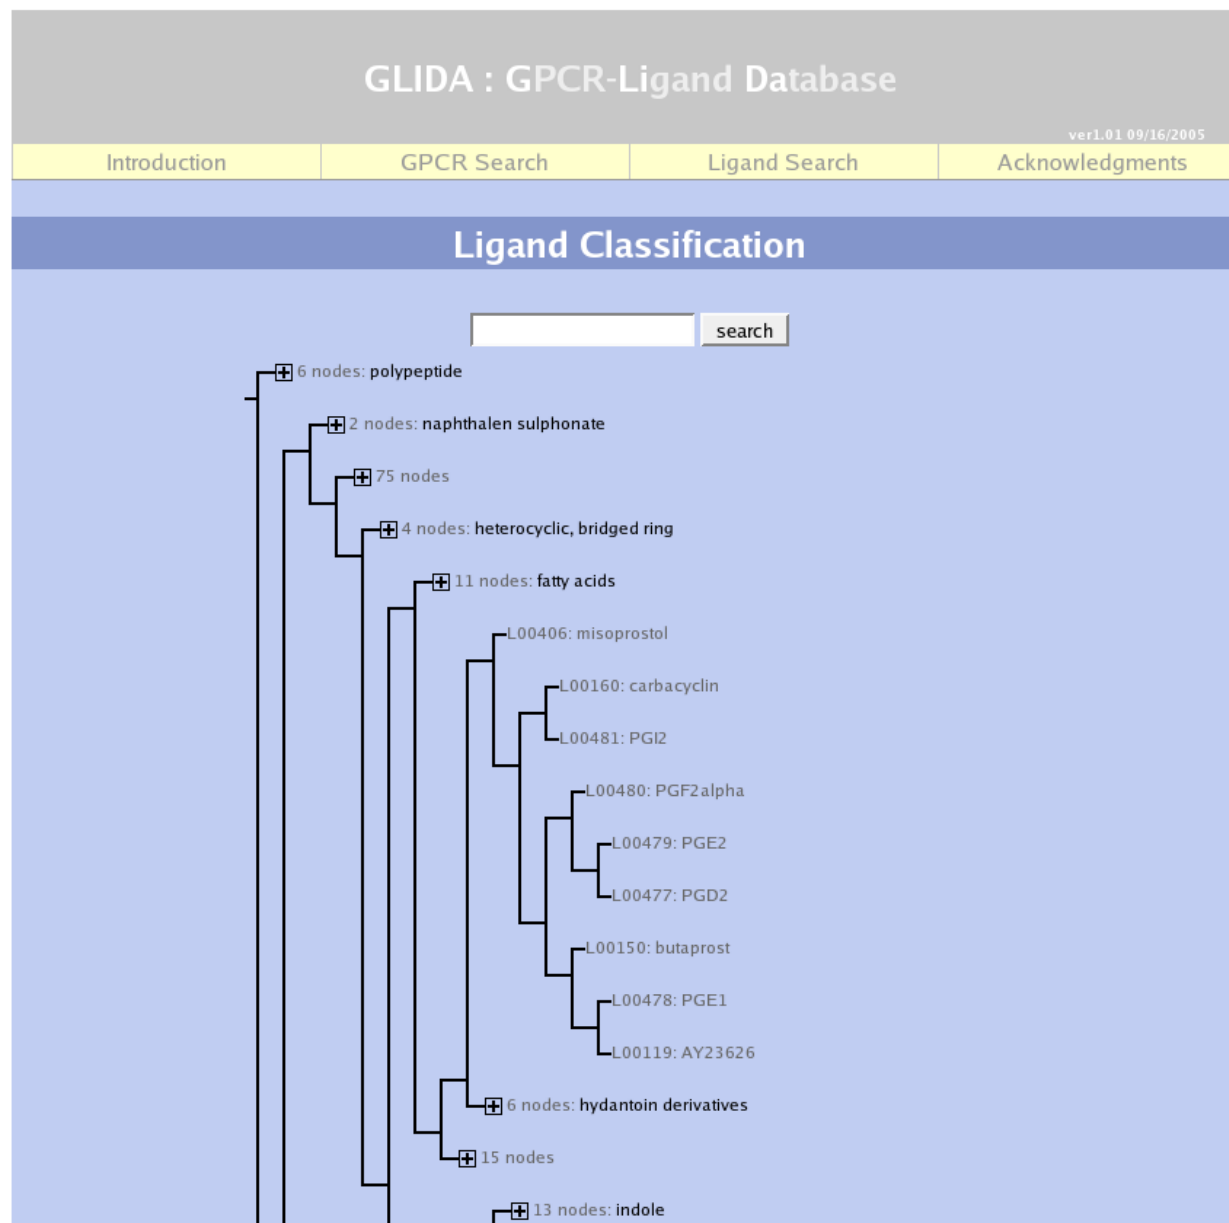 GLIDA : GPCR-Ligand Database
ver1.01 09/16/2005
Introduction GPCR Search Ligand Search Acknowledgments
Ligand Classification
search
6 nodes: polypeptide
2 nodes: naphthalen sulphonate
75 nodes
4 nodes: heterocyclic, bridged ring
11 nodes: fatty acids
L00406: misoprostol
L00160: carbacyclin
L00481: PGI2
L00480: PGF2alpha
L00479: PGE2
L00477: PGD2
L00150: butaprost
L00478: PGE1
L00119: AY23626
6 nodes: hydantoin derivatives
15 nodes
13 nodes: indole